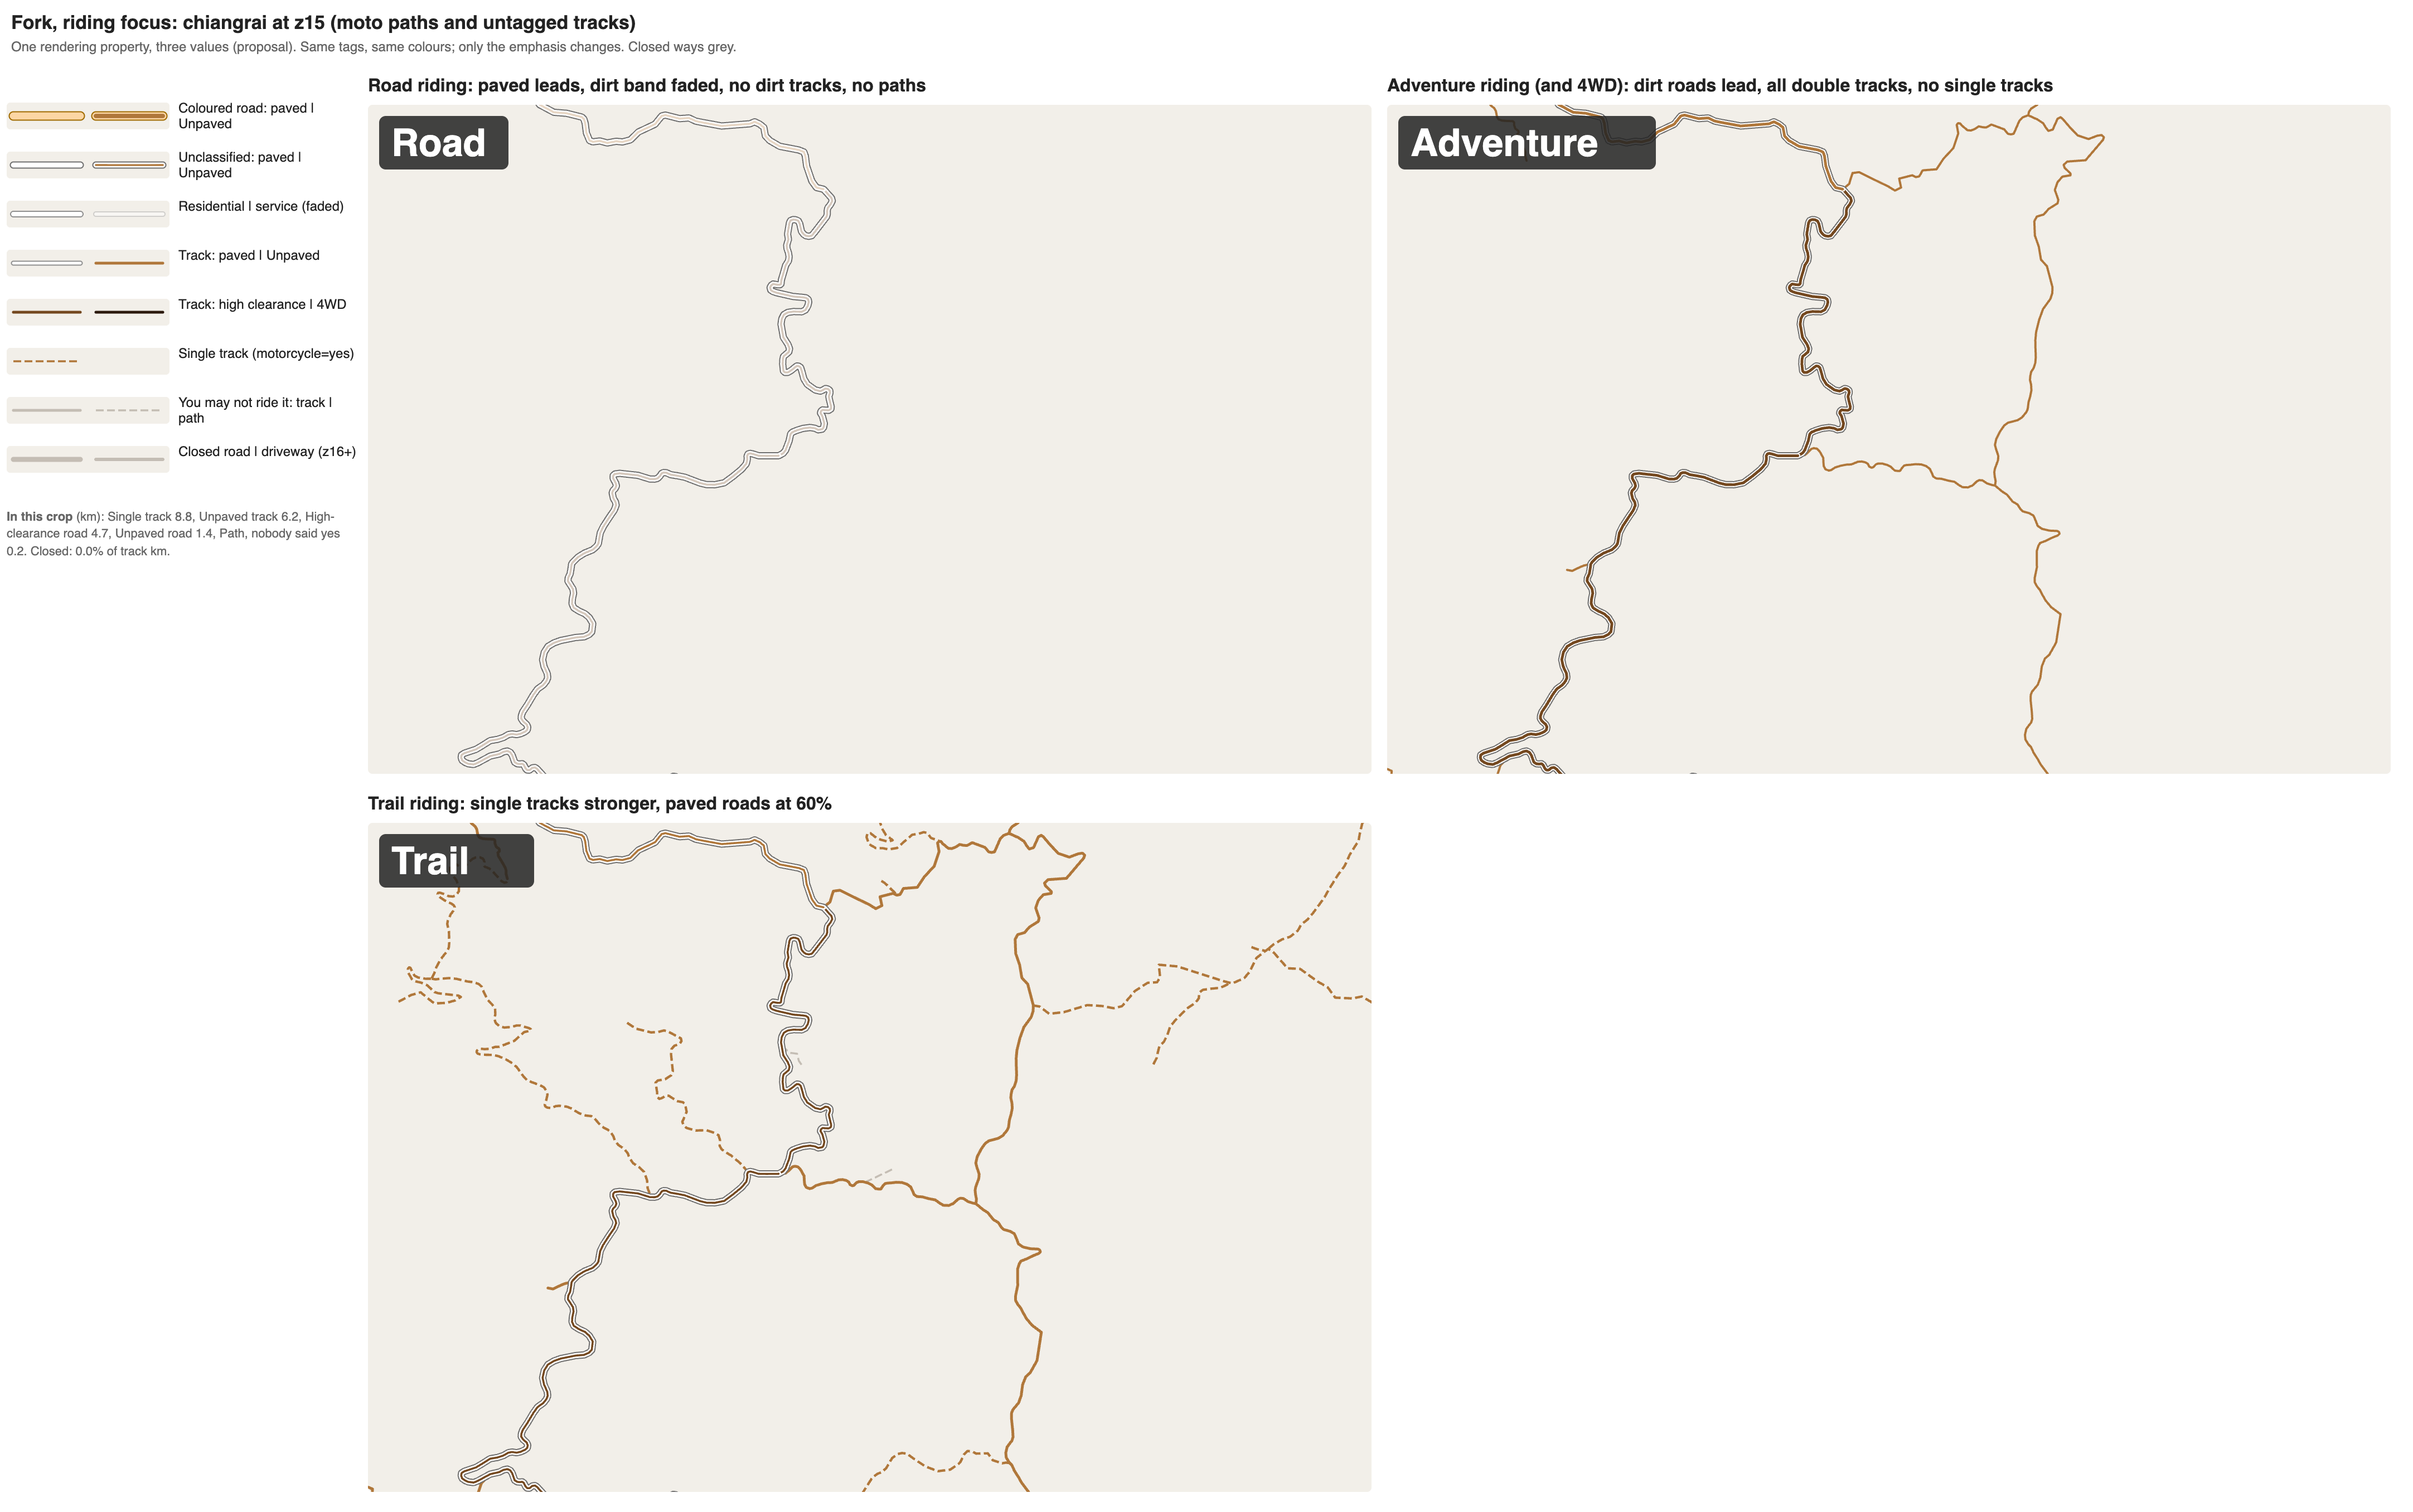 Fork, riding focus: chiangrai at z15 (moto paths and untagged tracks)
One rendering property, three values (proposal). Same tags, same colours; only the emphasis changes. Closed ways grey.
Coloured road: paved |
Unpaved
Unclassified: paved |
Unpaved
Residential | service (faded)
Track: paved | Unpaved
Track: high clearance | 4WD
Single track (motorcycle=yes)
You may not ride it: track |
path
Closed road | driveway (z16+)
In this crop (km): Single track 8.8, Unpaved track 6.2, High-
clearance road 4.7, Unpaved road 1.4, Path, nobody said yes
0.2. Closed: 0.0% of track km.
Road riding: paved leads, dirt band faded, no dirt tracks, no paths
Road
Adventure riding (and 4WD): dirt roads lead, all double tracks, no single tracks
Adventure
Trail riding: single tracks stronger, paved roads at 60%
Trail